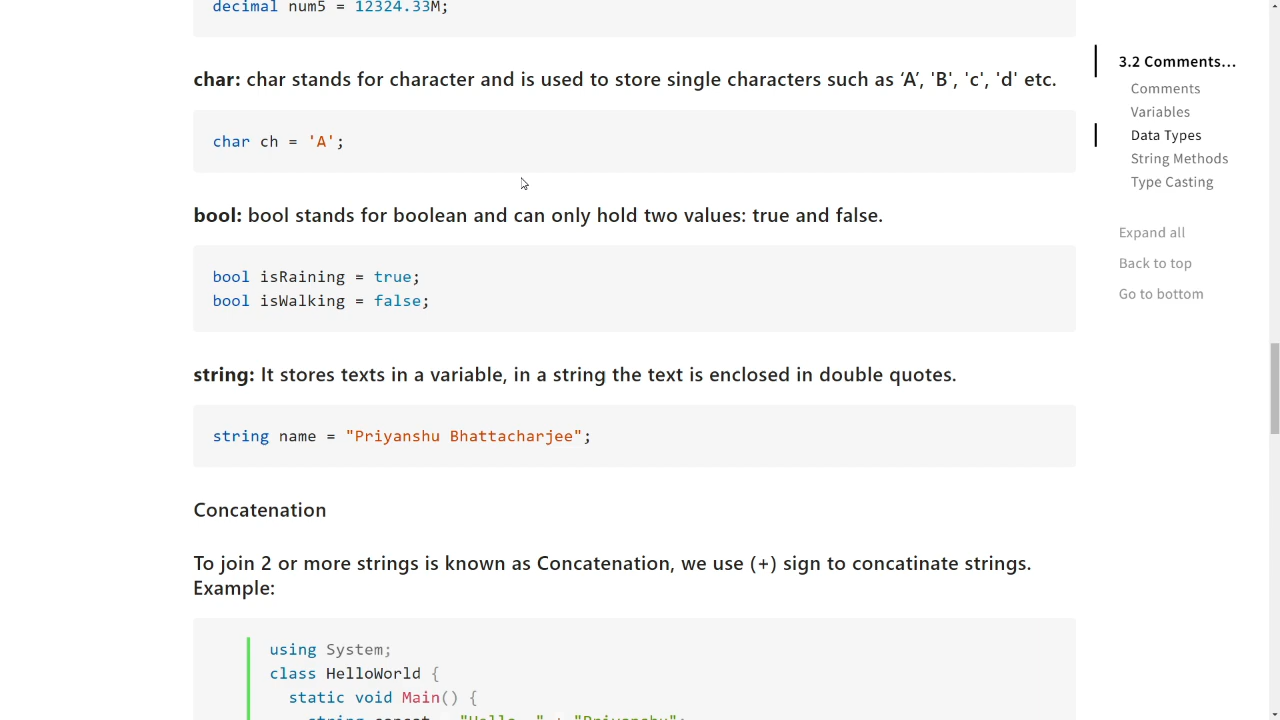 decimal num5 = 12324.33M;
char: char stands for character and is used to store single characters such as ‘A’, 'B', 'c', 'd' etc.
char ch = 'A';
bool: bool stands for boolean and can only hold two values: true and false.
bool isRaining = true;
bool isWalking = false;
string: It stores texts in a variable, in a string the text is enclosed in double quotes.
string name = "Priyanshu Bhattacharjee";
Concatenation
To join 2 or more strings is known as Concatenation, we use (+) sign to concatinate strings.
Example:
using System;
class HelloWorld {
static void Main() {
string concat = "Hello, " + "Priyanshu";
3.2 Comments...
Comments
Variables
Data Types
String Methods
Type Casting
Expand all
Back to top
Go to bottom